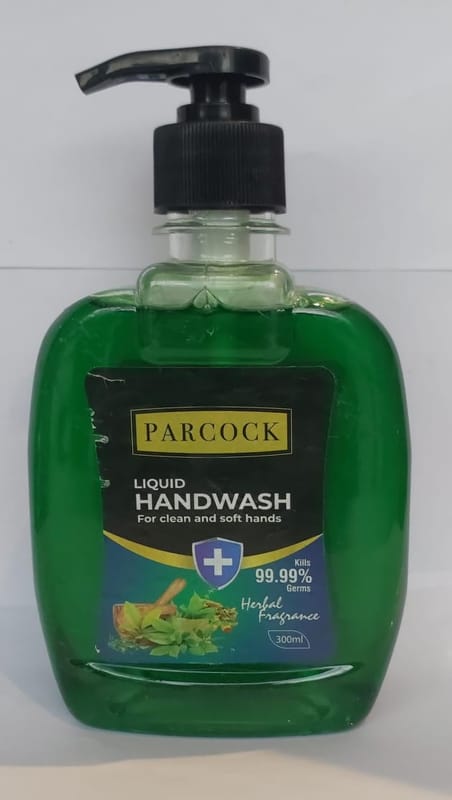 PARCOCK
LIQUID
HANDWASH
For clean and soft hands
Kills
99.99%
Germs
Herbal
Fragrance
300ml